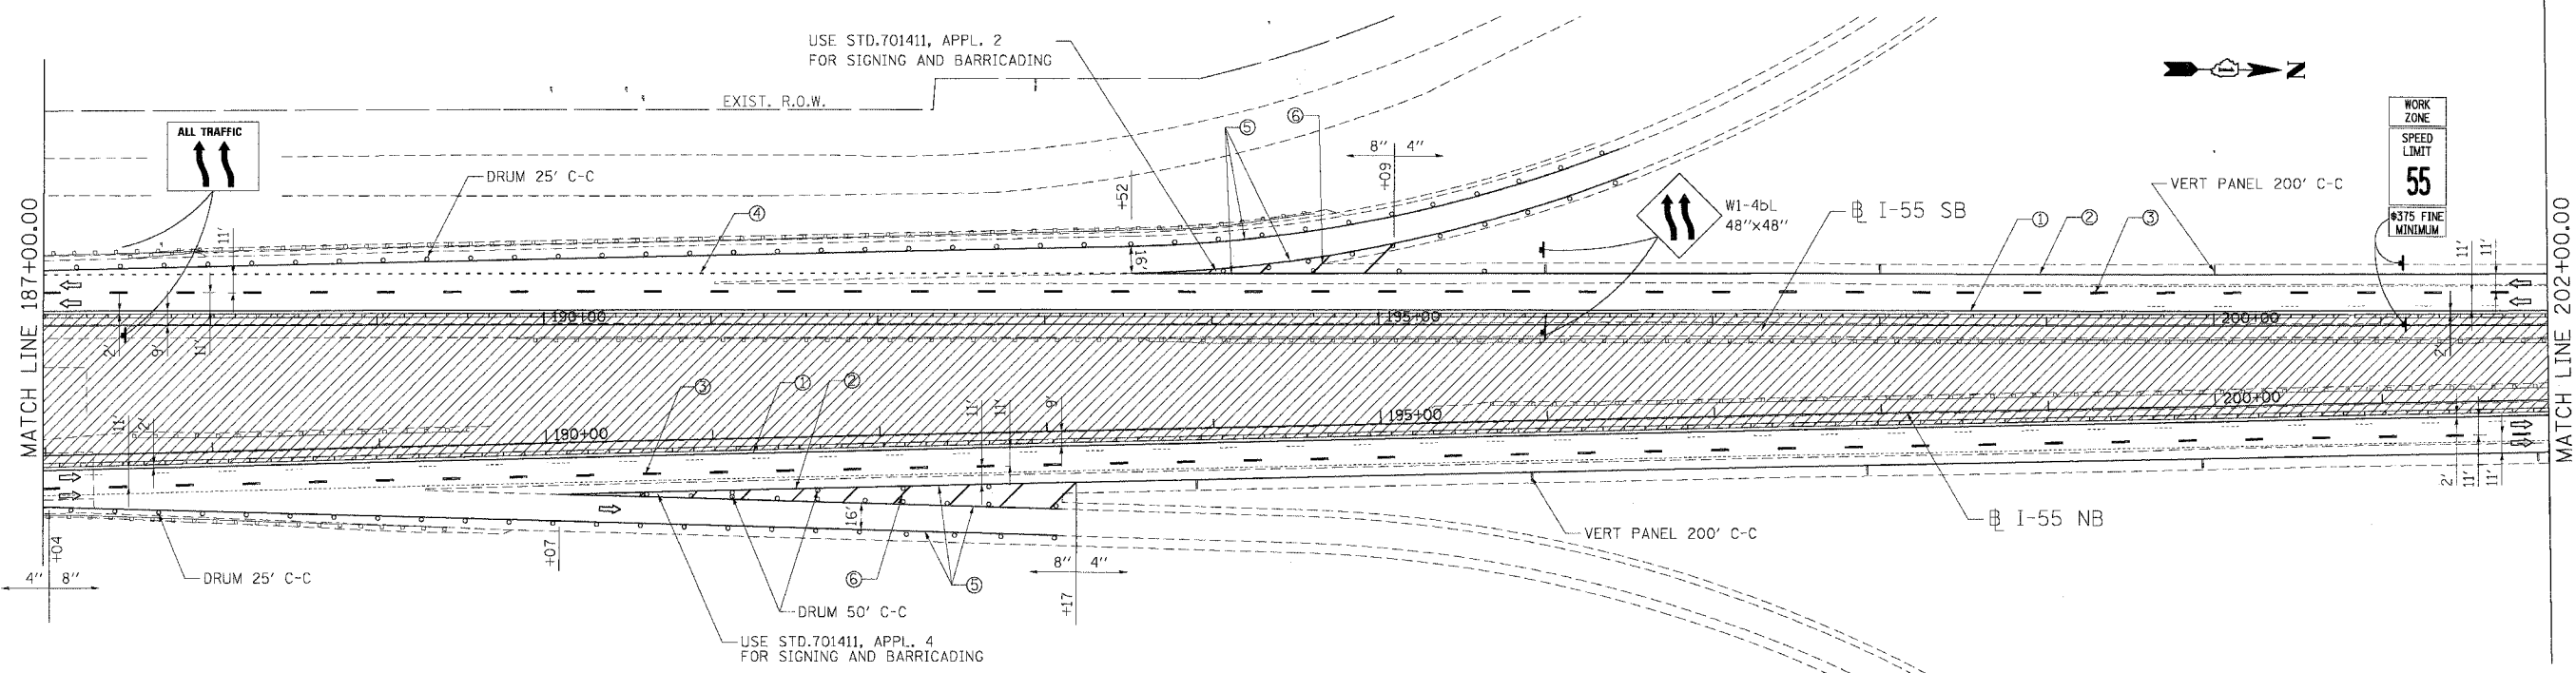 USE STD.701411, APPL. 2
FOR SIGNING AND BARRICADING
EXIST. R.O.W.
N
ALL TRAFFIC
WORK
ZONE
SPEED
LIMIT
55
$375 FINE
MINIMUM
DRUM 25' C-C
④
⑤
⑥
8" 4"
+09
+52
16'
W1-4bL
48"x48"
℄ I-55 SB
①
②
③
VERT PANEL 200' C-C
MATCH LINE 187+00.00
MATCH LINE 202+00.00
11'
11'
11'
2'
9'
11'
2'
190+00
195+00
200+00
③
①
②
11'
2'
11'
11'
9'
190+00
195+00
200+00
2'
11'
11'
16'
℄ I-55 NB
VERT PANEL 200' C-C
+04
4" 8"
DRUM 25' C-C
+07
⑥
⑤
8" 4"
+17
DRUM 50' C-C
USE STD.701411, APPL. 4
FOR SIGNING AND BARRICADING